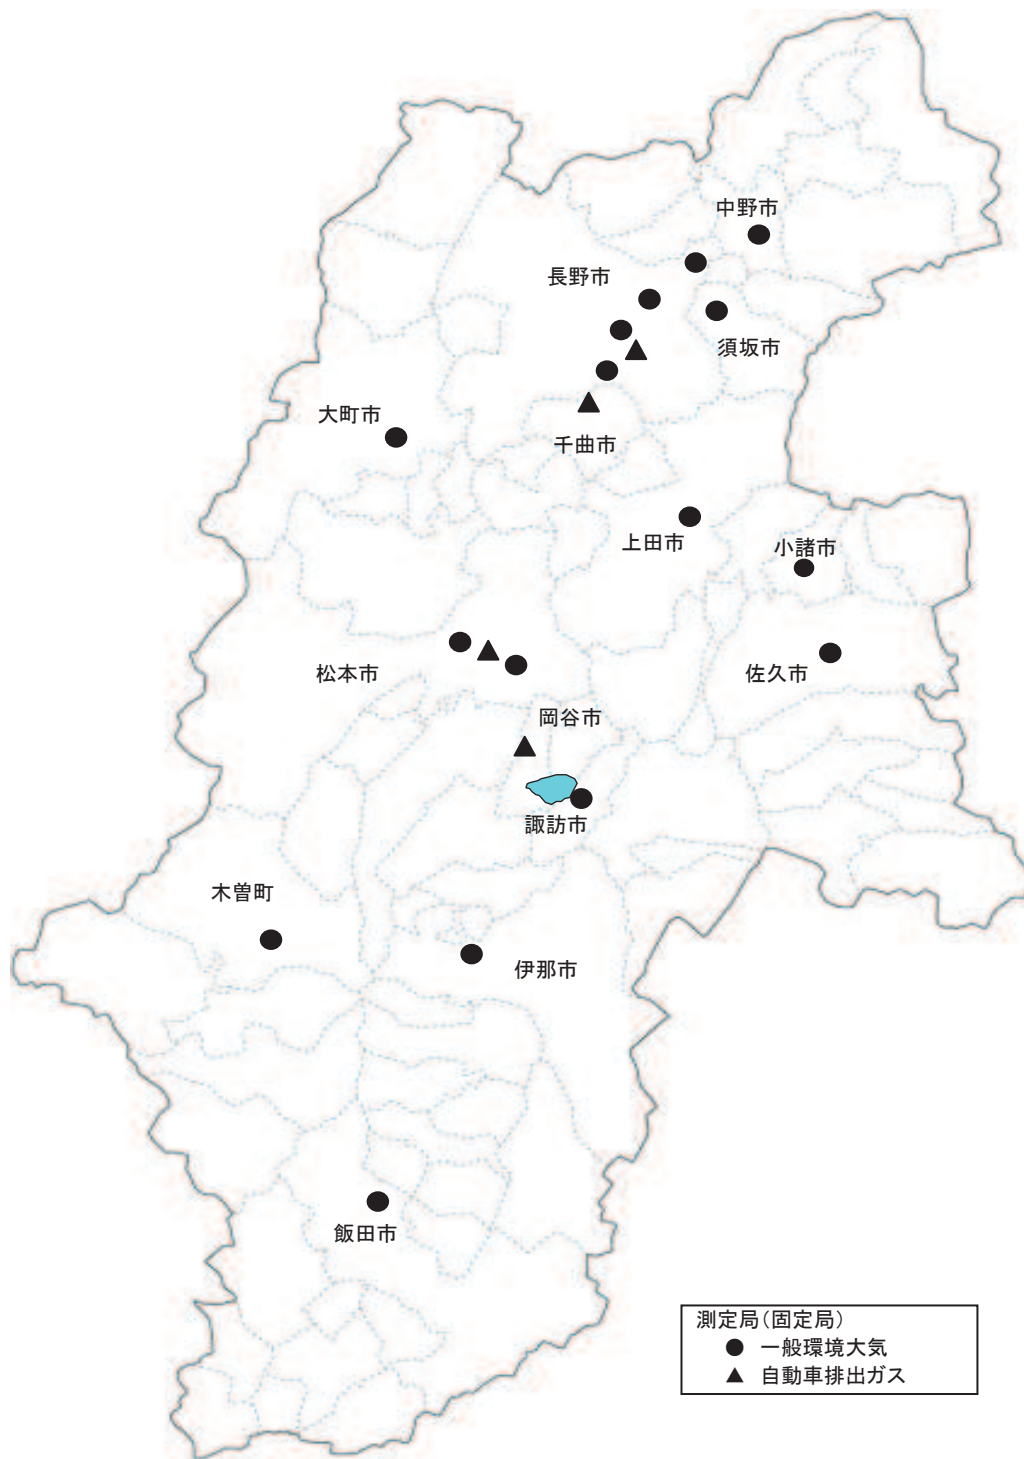 中野市
長野市
須坂市
大町市
千曲市
上田市
小諸市
松本市
佐久市
岡谷市
諏訪市
木曽町
伊那市
飯田市
測定局(固定局)
● 一般環境大気
▲ 自動車排出ガス